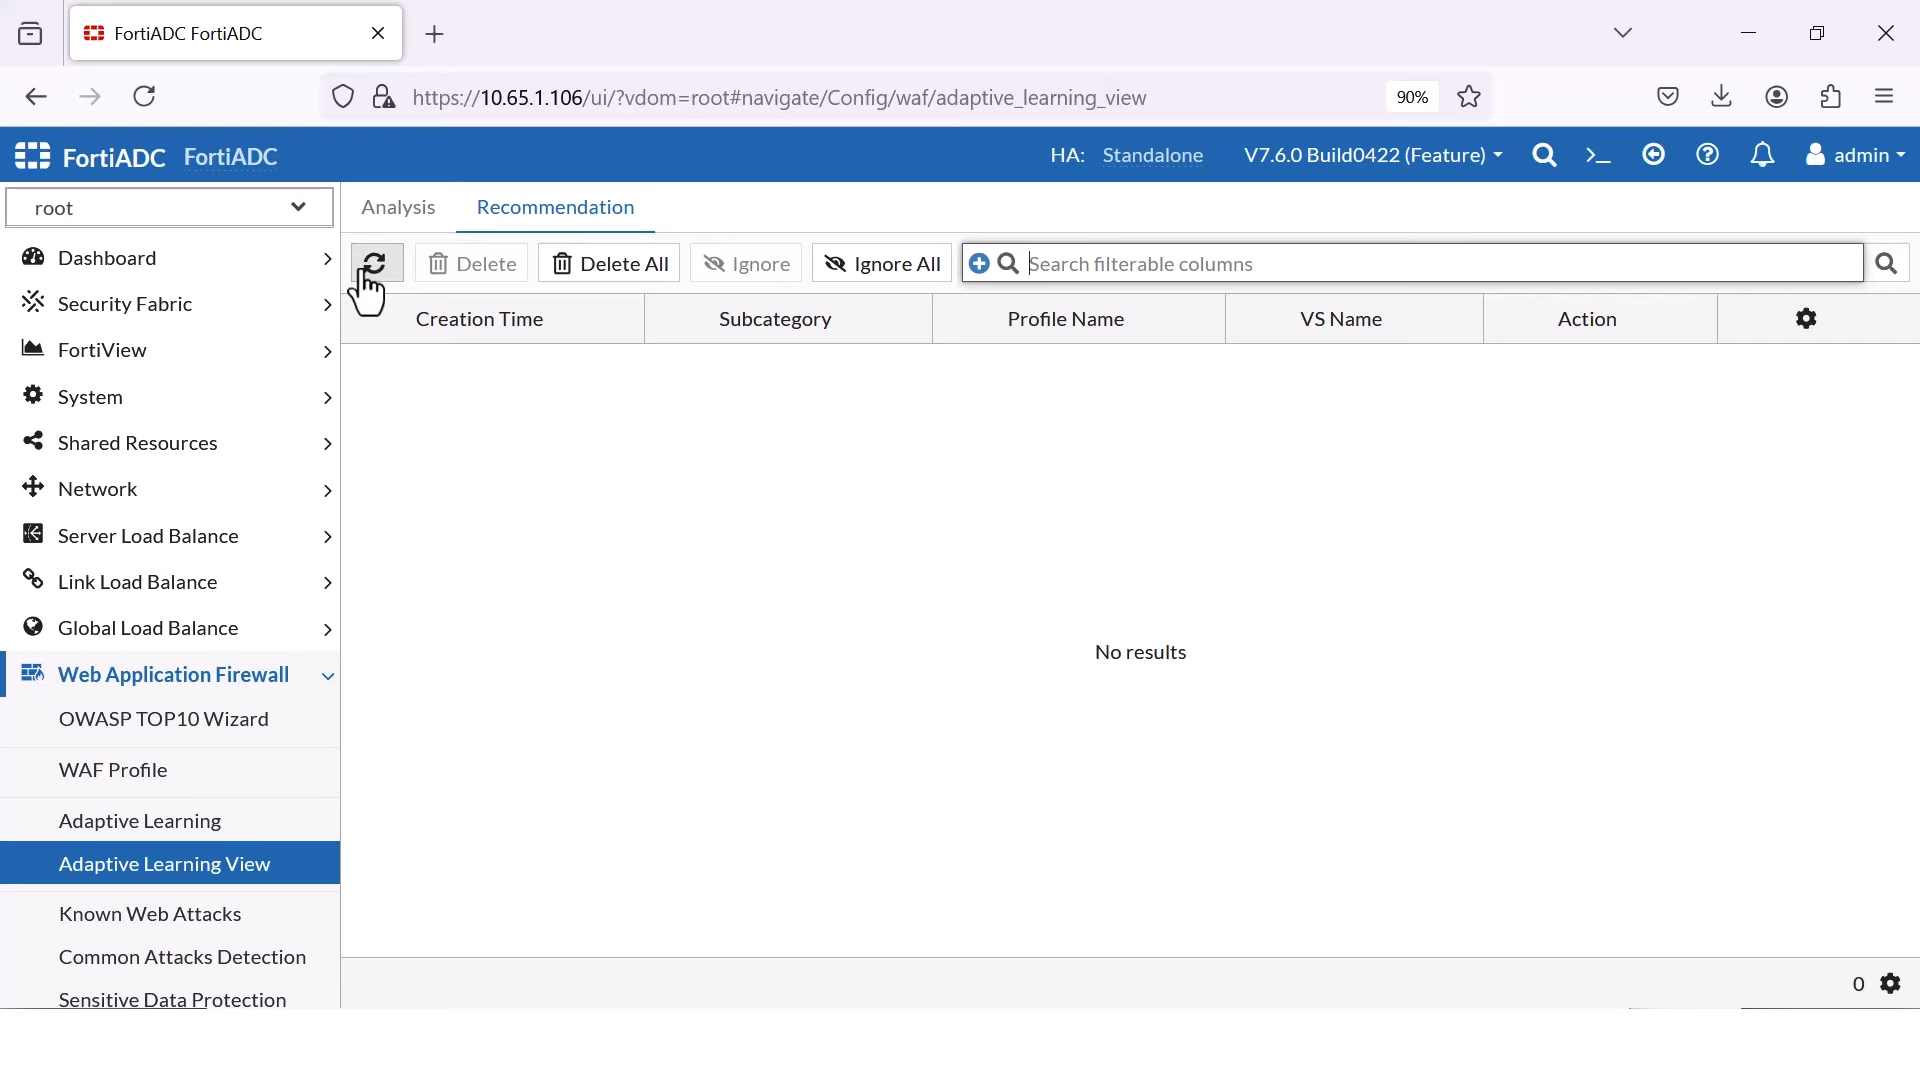 FortiADC FortiADC
https://10.65.1.106/ui/?vdom=root#navigate/Config/waf/adaptive_learning_view
90%
FortiADC FortiADC
HA: Standalone V7.6.0 Build0422 (Feature) admin
root
Analysis Recommendation
Delete Delete All Ignore Ignore All Search filterable columns
Creation Time Subcategory Profile Name VS Name Action
Dashboard
Security Fabric
FortiView
System
Shared Resources
Network
Server Load Balance
Link Load Balance
Global Load Balance
Web Application Firewall
OWASP TOP10 Wizard
WAF Profile
Adaptive Learning
Adaptive Learning View
Known Web Attacks
Common Attacks Detection
Sensitive Data Protection
No results
0